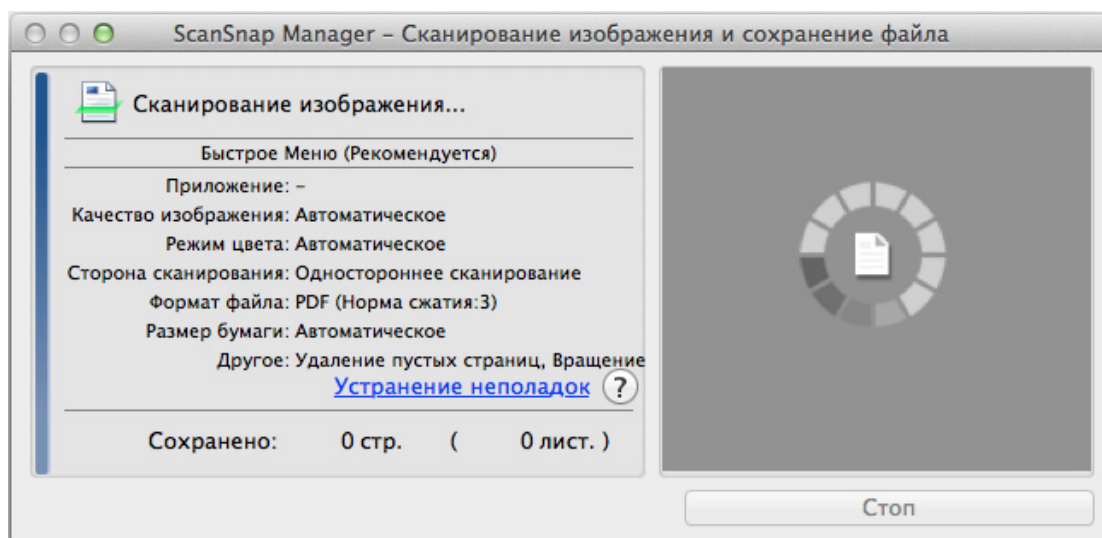 ScanSnap Manager – Сканирование изображения и сохранение файла
Сканирование изображения...
Быстрое Меню (Рекомендуется)
Приложение: –
Качество изображения: Автоматическое
Режим цвета: Автоматическое
Сторона сканирования: Одностороннее сканирование
Формат файла: PDF (Норма сжатия:3)
Размер бумаги: Автоматическое
Другое: Удаление пустых страниц, Вращение
Устранение неполадок ?
Сохранено: 0 стр. ( 0 лист. )
Стоп